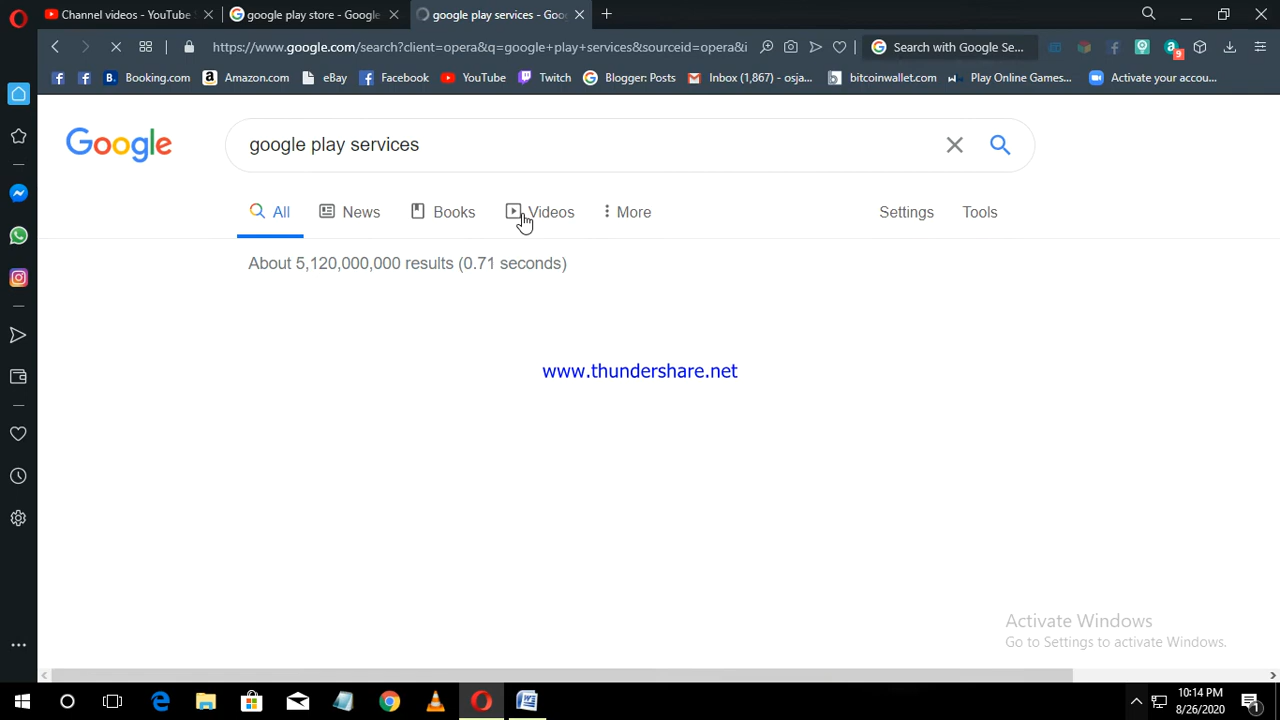 Channel videos - YouTube
google play store - Google
google play services - Goo
https://www.google.com/search?client=opera&q=google+play+services&sourceid=opera&i
Search with Google Se...
9
Booking.com
Amazon.com
eBay
Facebook
YouTube
Twitch
Blogger: Posts
Inbox (1,867) - osja...
bitcoinwallet.com
Play Online Games...
Activate your accou...
Google
google play services
All
News
Books
Videos
More
Settings
Tools
About 5,120,000,000 results (0.71 seconds)
www.thundershare.net
Activate Windows
Go to Settings to activate Windows.
10:14 PM
8/26/2020
1